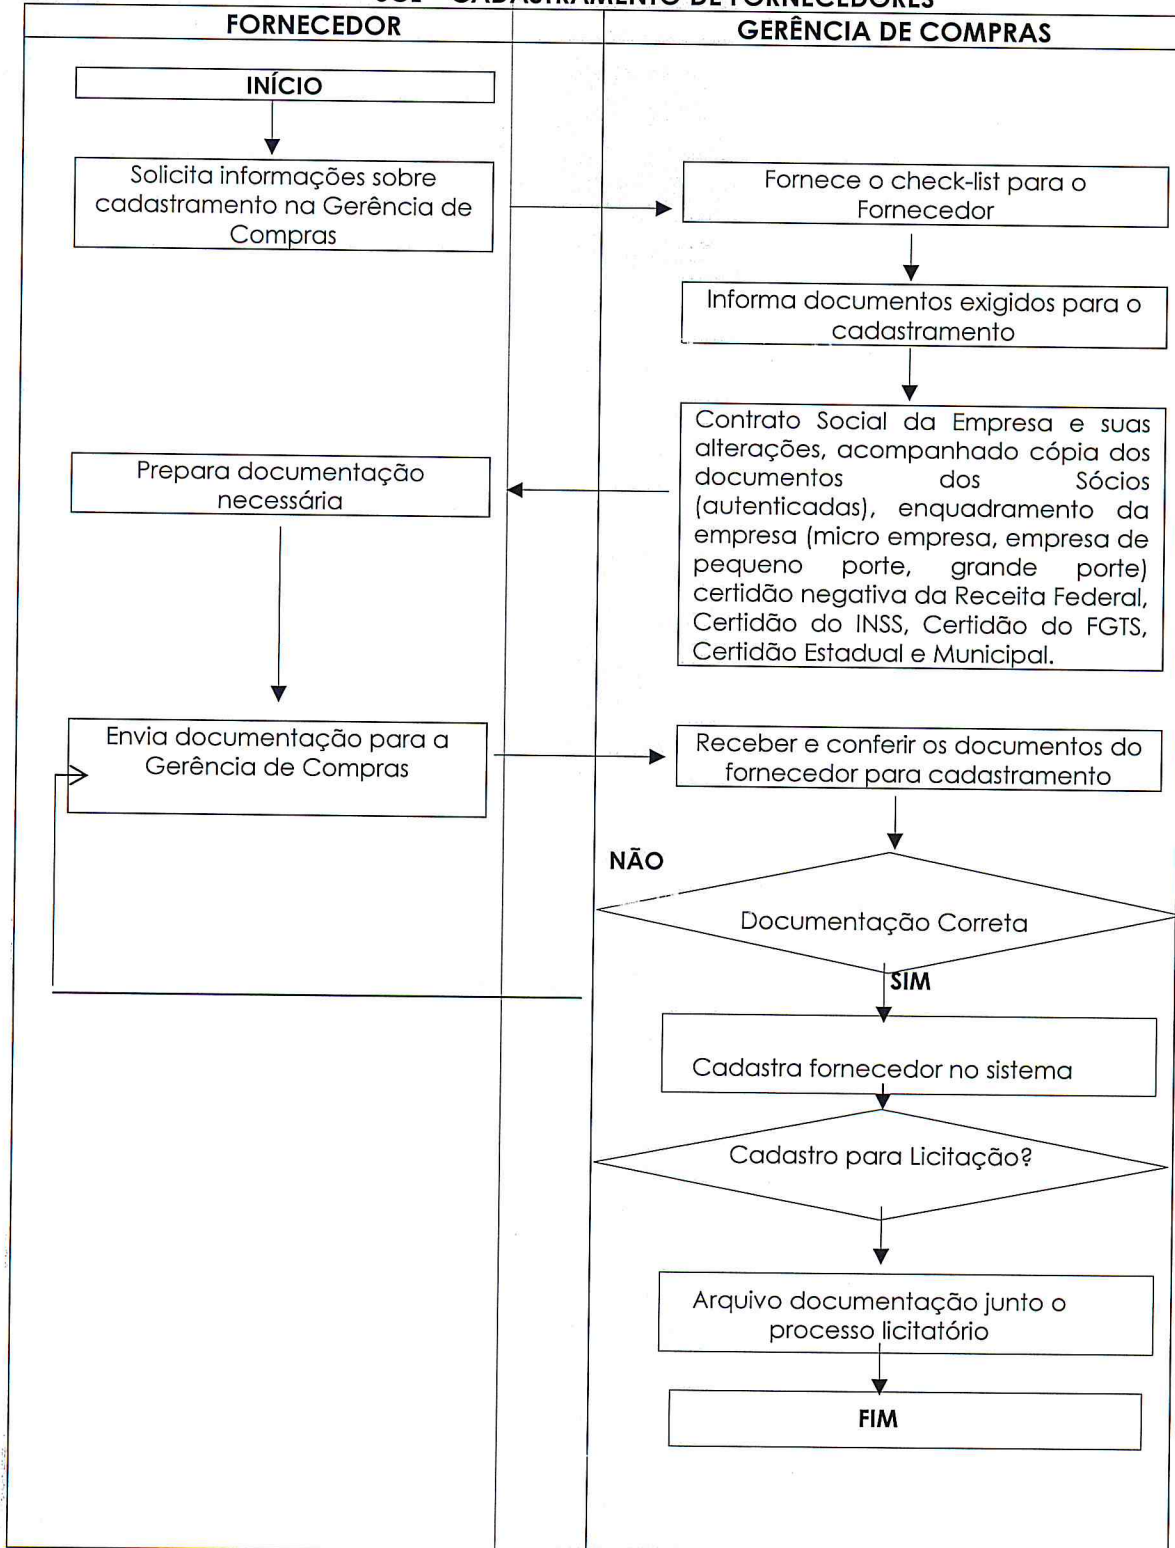 CADASTRAMENTO DE FORNECEDORES
FORNECEDOR
GERÊNCIA DE COMPRAS
INÍCIO
Solicita informações sobre
cadastramento na Gerência de
Compras
Fornece o check-list para o
Fornecedor
Informa documentos exigidos para o
cadastramento
Contrato Social da Empresa e suas
alterações, acompanhado cópia dos
documentos dos Sócios
(autenticadas), enquadramento da
empresa (micro empresa, empresa de
pequeno porte, grande porte)
certidão negativa da Receita Federal,
Certidão do INSS, Certidão do FGTS,
Certidão Estadual e Municipal.
Prepara documentação
necessária
Envia documentação para a
Gerência de Compras
Receber e conferir os documentos do
fornecedor para cadastramento
NÃO
Documentação Correta
SIM
Cadastra fornecedor no sistema
Cadastro para Licitação?
Arquivo documentação junto o
processo licitatório
FIM